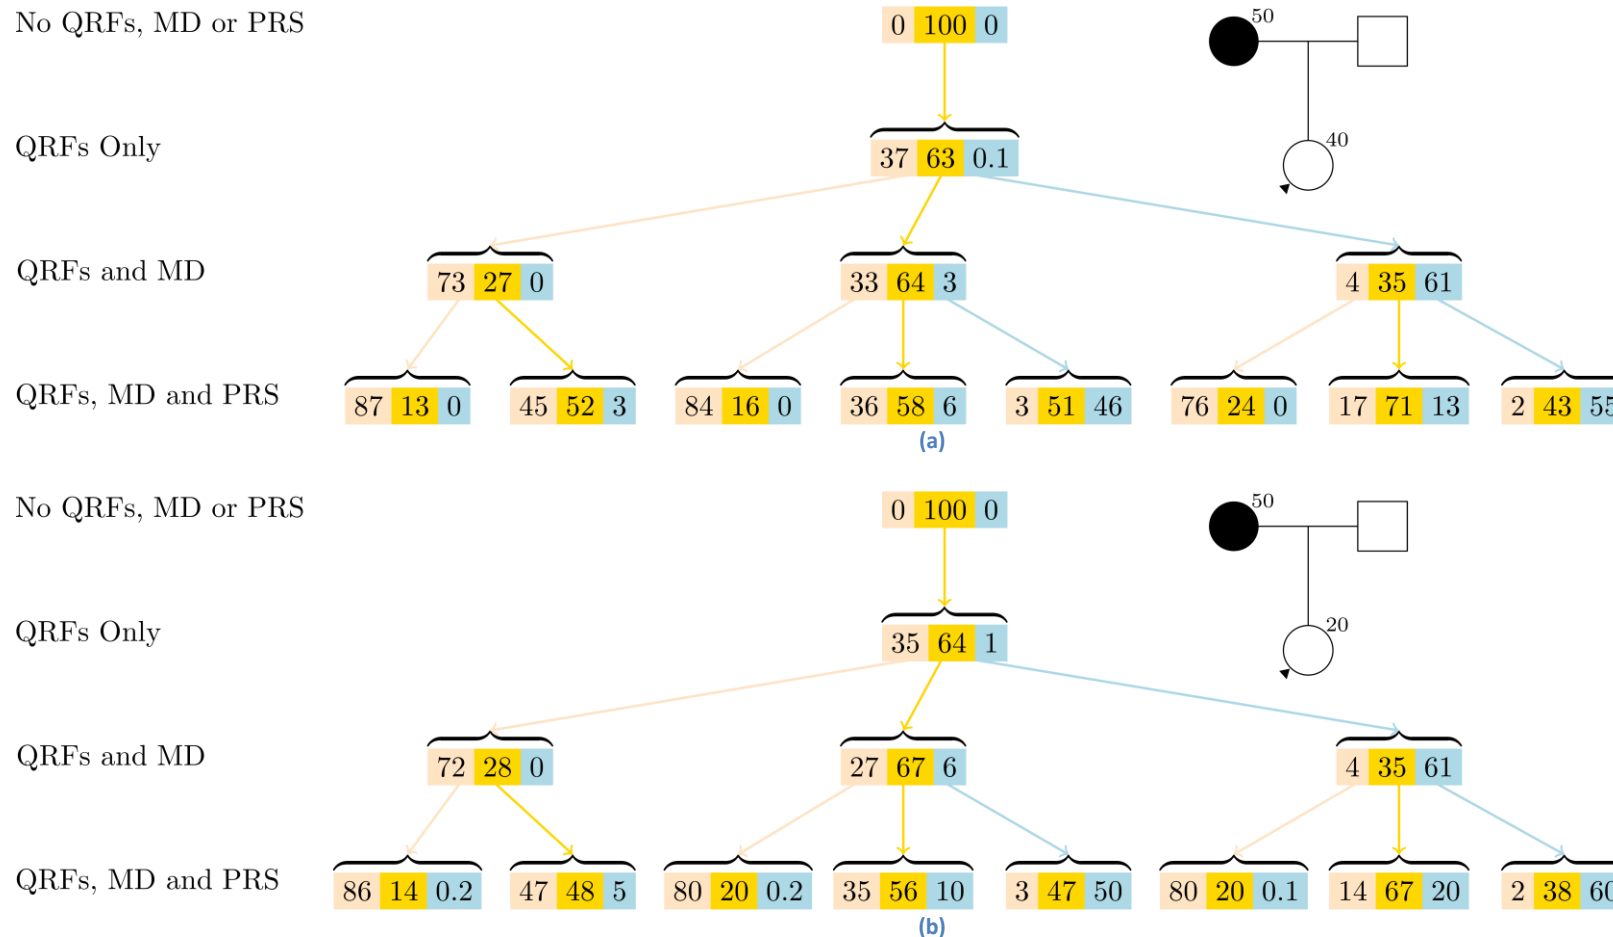 No QRFs, MD or PRS 0 100 0 50
QRFs Only 37 63 0.1 40
QRFs and MD 73 27 0 33 64 3 4 35 61
QRFs, MD and PRS 87 13 0 45 52 3 84 16 0 36 58 6 3 51 46 76 24 0 17 71 13 2 43 55
(a)
No QRFs, MD or PRS 0 100 0 50
QRFs Only 35 64 1 20
QRFs and MD 72 28 0 27 67 6 4 35 61
QRFs, MD and PRS 86 14 0.2 47 48 5 80 20 0.2 35 56 10 3 47 50 80 20 0.1 14 67 20 2 38 60
(b)